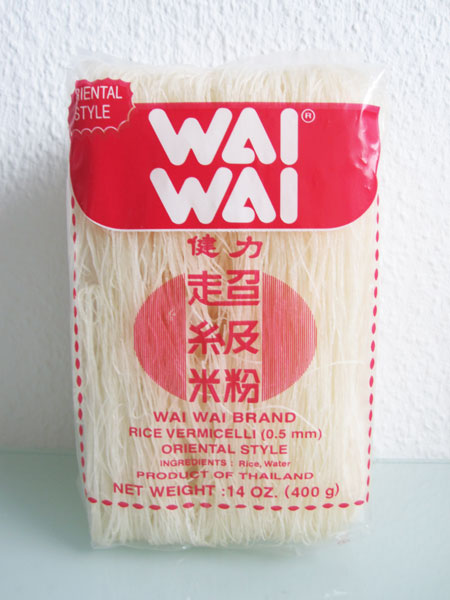 RIENTAL
STYLE
WAI®
WAI
健力
超級
米粉
WAI WAI BRAND
RICE VERMICELLI (0.5 mm)
ORIENTAL STYLE
INGREDIENTS : Rice, Water
PRODUCT OF THAILAND
NET WEIGHT :14 OZ. (400 g)